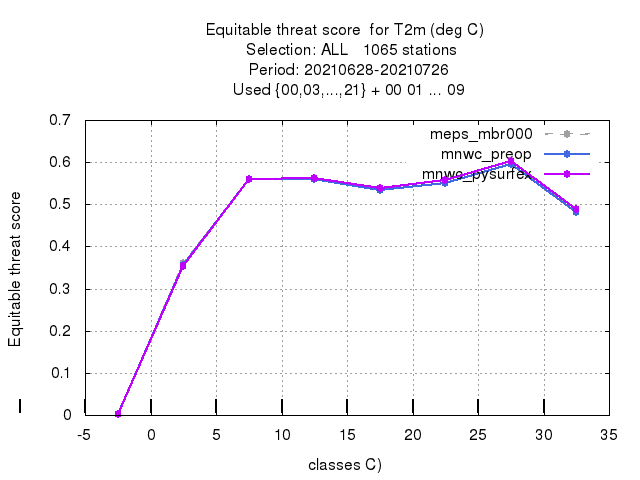 Equitable threat score for T2m (deg C)
Selection: ALL 1065 stations
Period: 20210628-20210726
Used {00,03,...,21} + 00 01 ... 09
0.7
0.6
0.5
0.4
0.3
0.2
0.1
0
Equitable threat score
meps_mbr000
mnwc_preop
mnwc_pysurfex
-5 0 5 10 15 20 25 30 35
classes C)